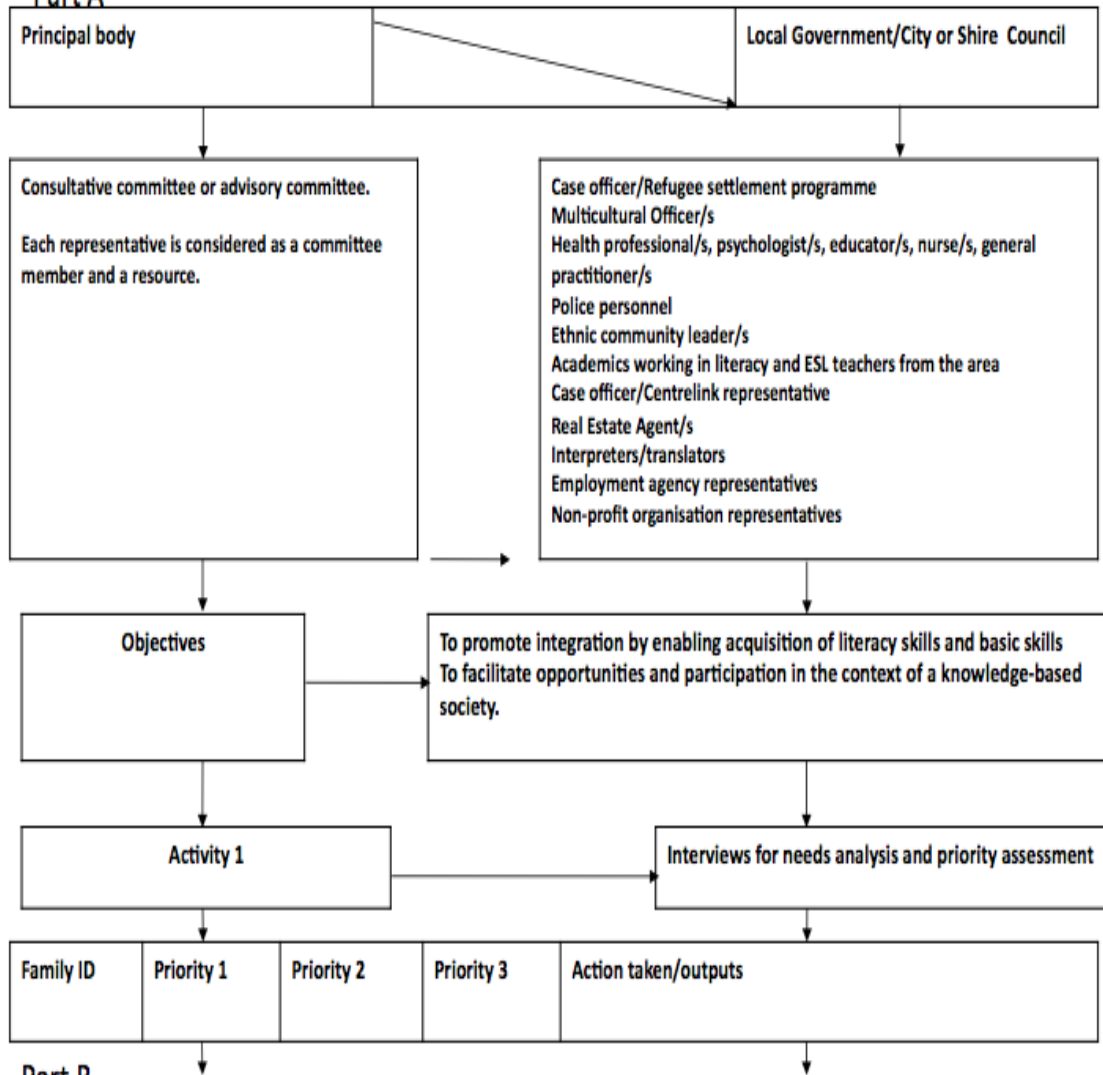 Part A
Principal body
Local Government/City or Shire Council
Consultative committee or advisory committee.
Each representative is considered as a committee
member and a resource.
Case officer/Refugee settlement programme
Multicultural Officer/s
Health professional/s, psychologist/s, educator/s, nurse/s, general
practitioner/s
Police personnel
Ethnic community leader/s
Academics working in literacy and ESL teachers from the area
Case officer/Centrelink representative
Real Estate Agent/s
Interpreters/translators
Employment agency representatives
Non-profit organisation representatives
Objectives
To promote integration by enabling acquisition of literacy skills and basic skills
To facilitate opportunities and participation in the context of a knowledge-based
society.
Activity 1
Interviews for needs analysis and priority assessment
Family ID
Priority 1
Priority 2
Priority 3
Action taken/outputs
Part B